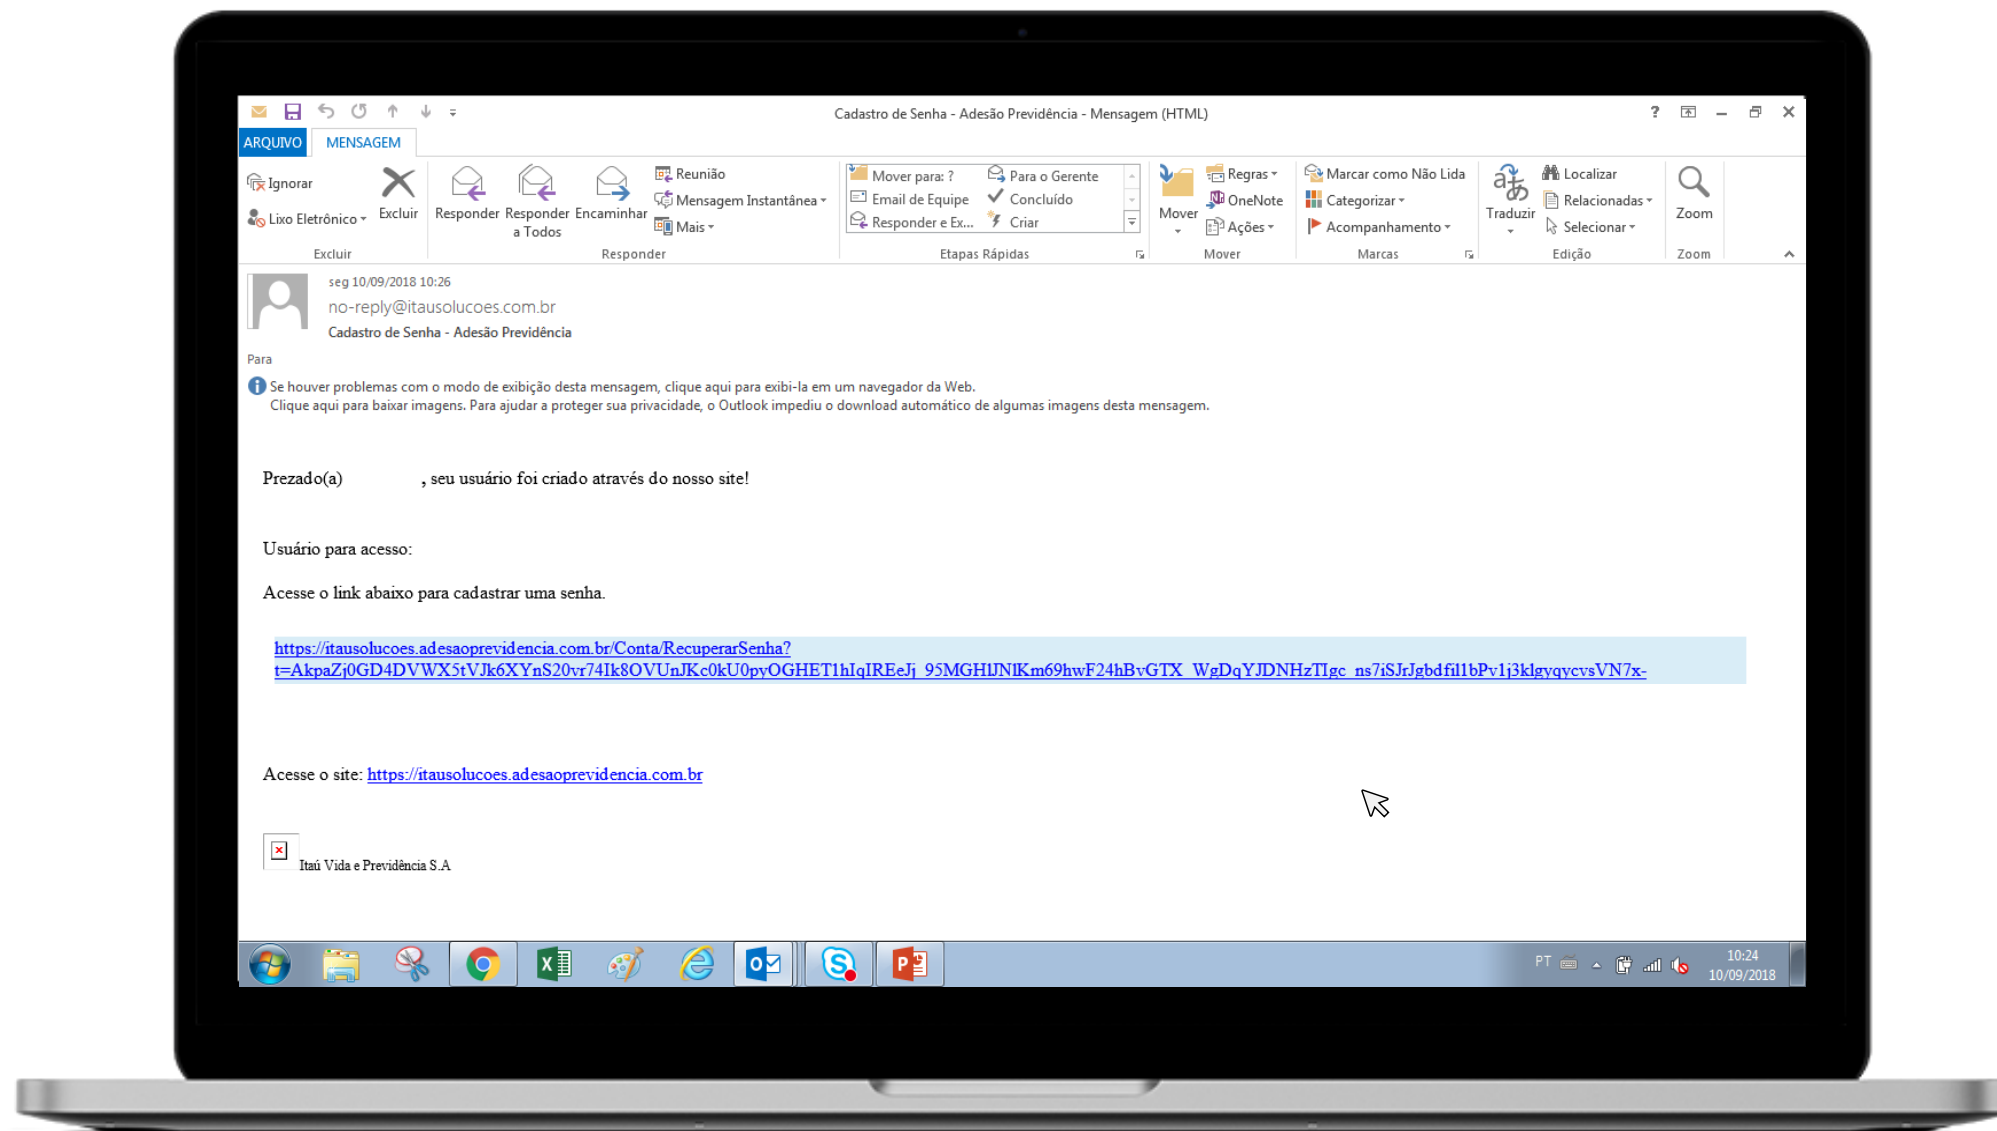 Cadastro de Senha - Adesão Previdência - Mensagem (HTML)
ARQUIVO MENSAGEM
Ignorar
Lixo Eletrônico
Excluir
Excluir
Responder
Responder a Todos
Encaminhar
Reunião
Mensagem Instantânea
Mais
Responder
Mover para: ?
Email de Equipe
Responder e Ex...
Para o Gerente
Concluído
Criar
Etapas Rápidas
Mover
Regras
OneNote
Ações
Mover
Marcar como Não Lida
Categorizar
Acompanhamento
Marcas
Traduzir
Localizar
Relacionadas
Selecionar
Edição
Zoom
Zoom
seg 10/09/2018 10:26
no-reply@itausolucoes.com.br
Cadastro de Senha - Adesão Previdência
Para
Se houver problemas com o modo de exibição desta mensagem, clique aqui para exibi-la em um navegador da Web.
Clique aqui para baixar imagens. Para ajudar a proteger sua privacidade, o Outlook impediu o download automático de algumas imagens desta mensagem.
Prezado(a) , seu usuário foi criado através do nosso site!
Usuário para acesso:
Acesse o link abaixo para cadastrar uma senha.
https://itausolucoes.adesaoprevidencia.com.br/Conta/RecuperarSenha?
Acesse o site: https://itausolucoes.adesaoprevidencia.com.br
Itaú Vida e Previdência S.A
PT
10:24
10/09/2018